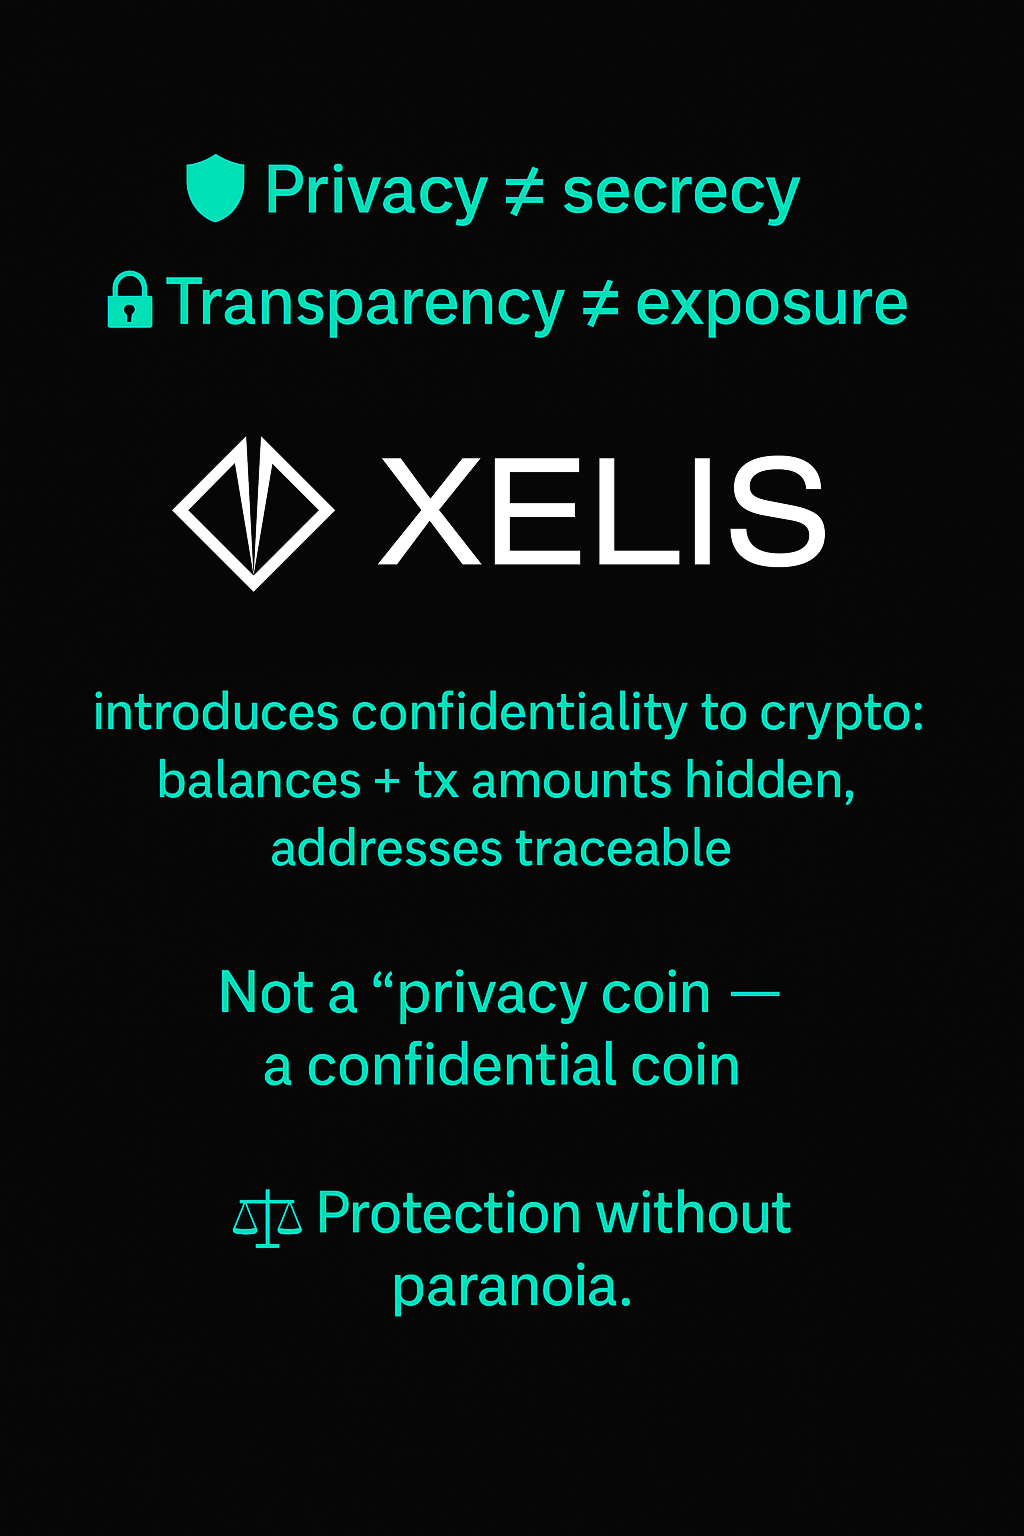 Privacy ≠ secrecy
Transparency ≠ exposure
XELIS
introduces confidentiality to crypto:
balances + tx amounts hidden,
addresses traceable
Not a “privacy coin —
a confidential coin
Protection without
paranoia.